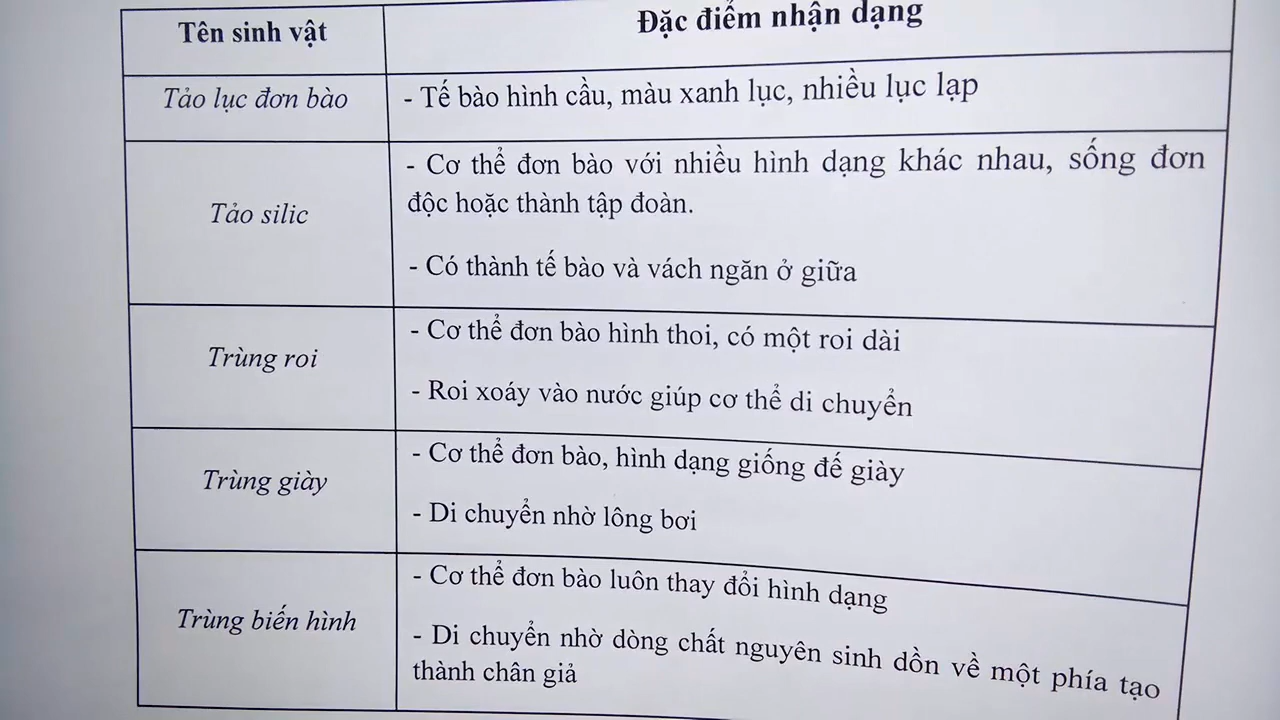 Tên sinh vật
Đặc điểm nhận dạng
Tảo lục đơn bào
- Tế bào hình cầu, màu xanh lục, nhiều lục lạp
Tảo silic
- Cơ thể đơn bào với nhiều hình dạng khác nhau, sống đơn
độc hoặc thành tập đoàn.
- Có thành tế bào và vách ngăn ở giữa
Trùng roi
- Cơ thể đơn bào hình thoi, có một roi dài
- Roi xoáy vào nước giúp cơ thể di chuyển
Trùng giày
- Cơ thể đơn bào, hình dạng giống đế giày
- Di chuyển nhờ lông bơi
Trùng biến hình
- Cơ thể đơn bào luôn thay đổi hình dạng
- Di chuyển nhờ dòng chất nguyên sinh dồn về một phía tạo
thành chân giả